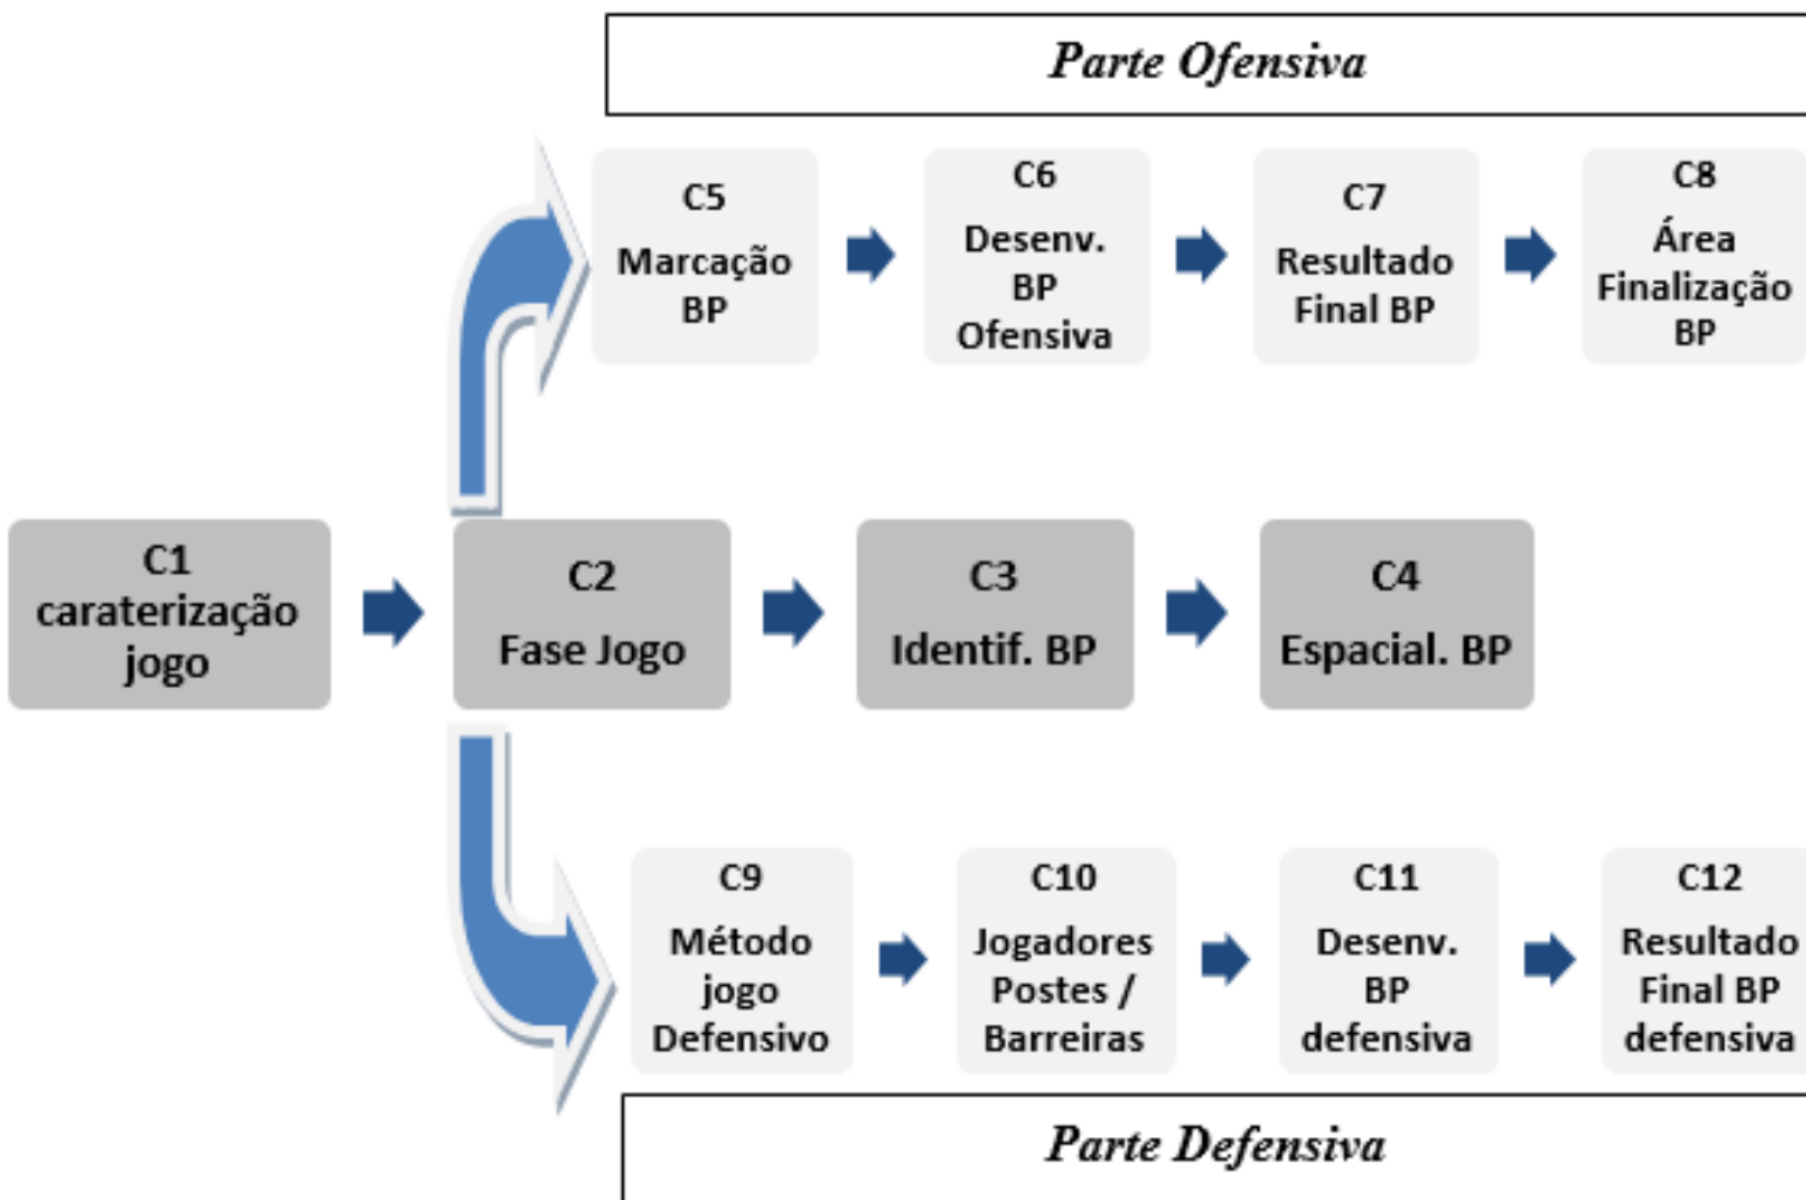 Parte Ofensiva
C5
Marcação
BP
C6
Desenv.
BP
Ofensiva
C7
Resultado
Final BP
C8
Área
Finalização
BP
C1
caraterização
jogo
C2
Fase Jogo
C3
Identif. BP
C4
Espacial. BP
C9
Método
jogo
Defensivo
C10
Jogadores
Postes /
Barreiras
C11
Desenv.
BP
defensiva
C12
Resultado
Final BP
defensiva
Parte Defensiva